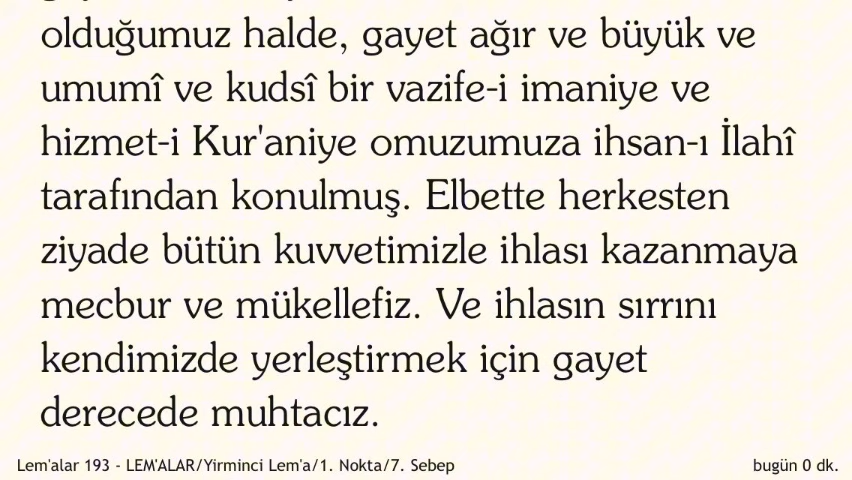 olduğumuz halde, gayet ağır ve büyük ve
umumî ve kudsî bir vazife-i imaniye ve
hizmet-i Kur'aniye omuzumuza ihsan-ı İlahî
tarafından konulmuş. Elbette herkesten
ziyade bütün kuvvetimizle ihlası kazanmaya
mecbur ve mükellefiz. Ve ihlasın sırrını
kendimizde yerleştirmek için gayet
derecede muhtacız.
Lem'alar 193 - LEM'ALAR/Yirminci Lem'a/1. Nokta/7. Sebep
bugün 0 dk.